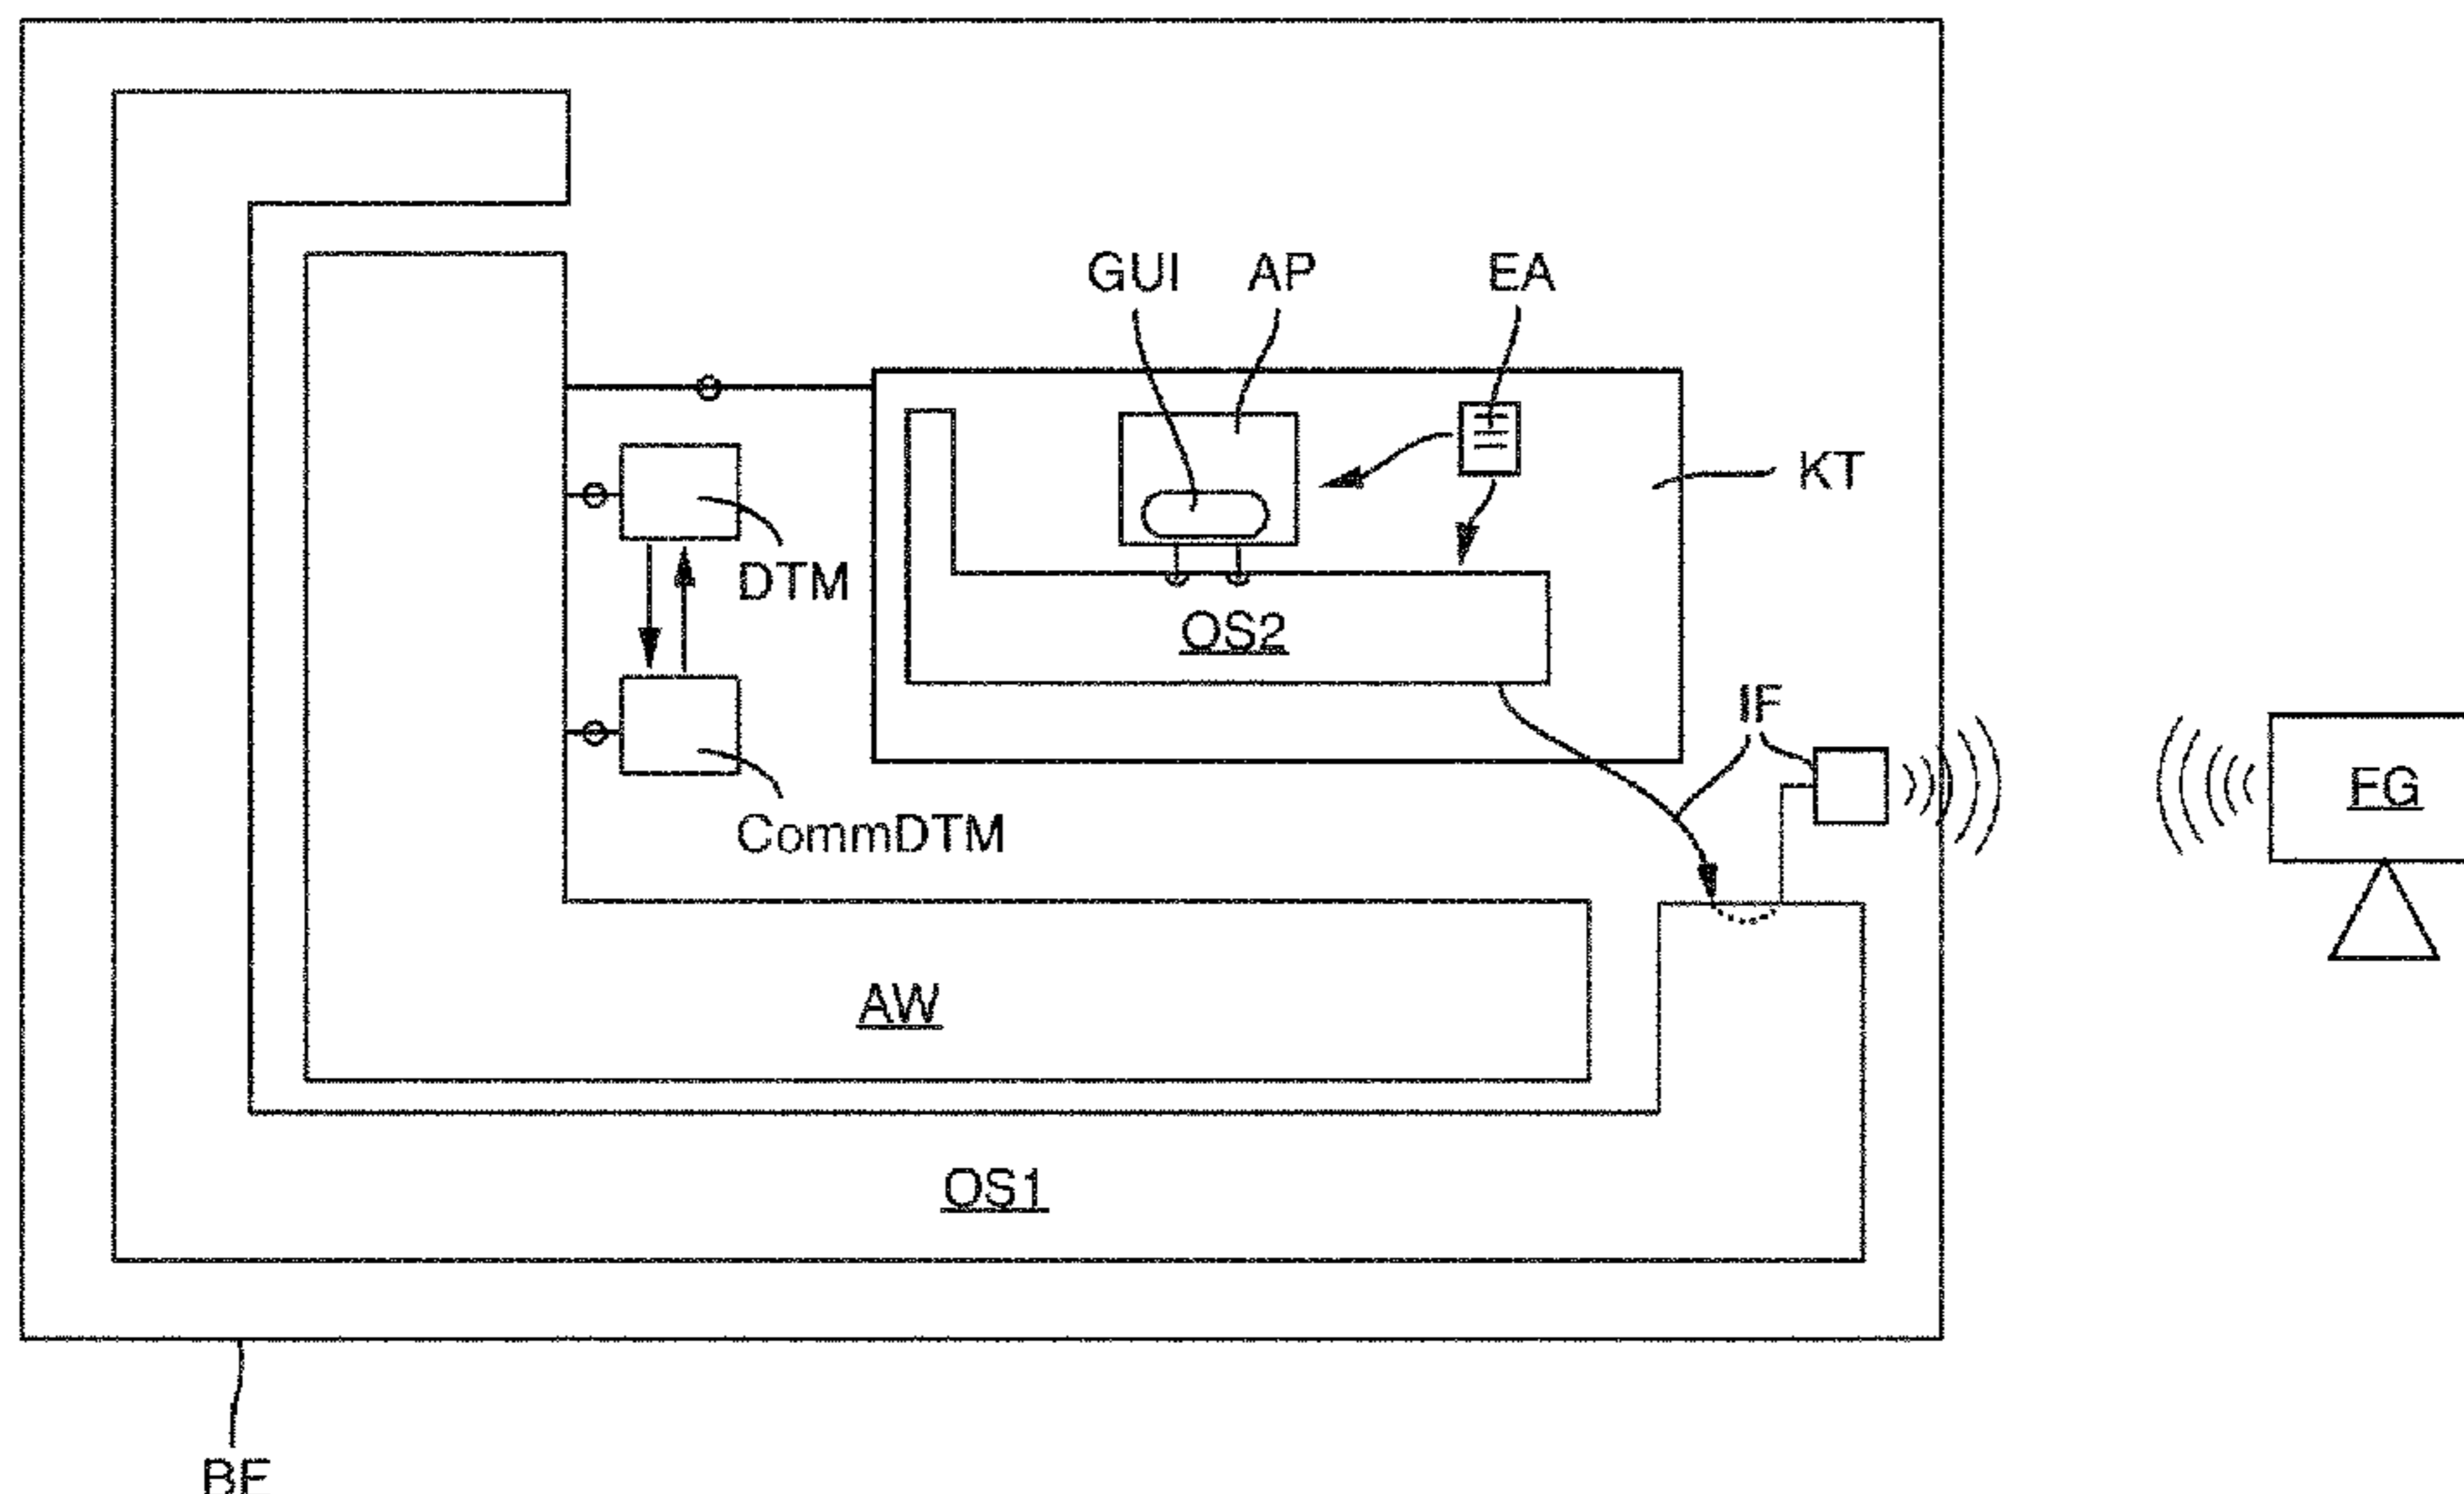 GUI
AP
EA
KT
DTM
OS2
IF
FG
CommDTM
AW
OS1
BE